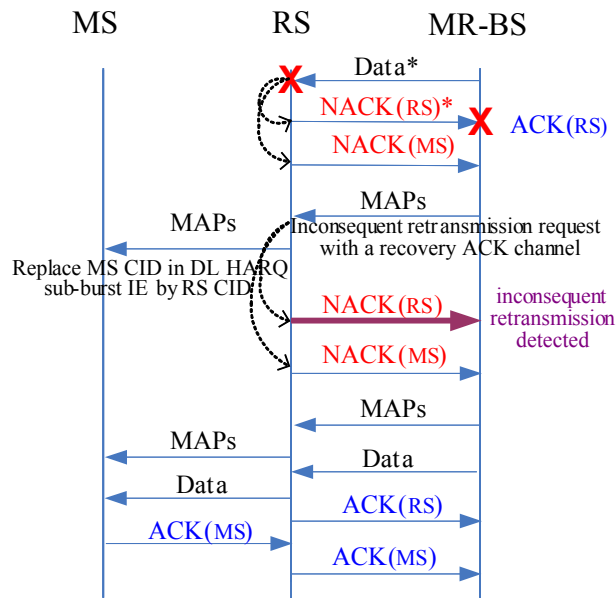 MS RS MR-BS
Data*
NACK(RS)*
ACK(RS)
NACK(MS)
MAPs
MAPs
Inconsequent retransmission request
with a recovery ACK channel
Replace MS CID in DL HARQ
sub-burst IE by RS CID
NACK(RS)
inconsequent
retransmission
detected
NACK(MS)
MAPs
MAPs
Data
Data
ACK(RS)
ACK(MS)
ACK(MS)